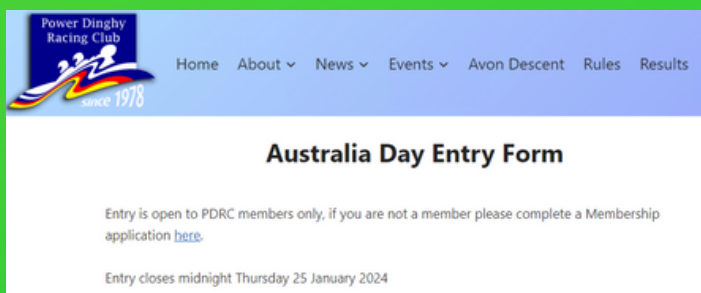 Power Dinghy
Racing Club
since 1978
Home About News Events Avon Descent Rules Results
Australia Day Entry Form
Entry is open to PDRC members only, if you are not a member please complete a Membership
application here.
Entry closes midnight Thursday 25 January 2024